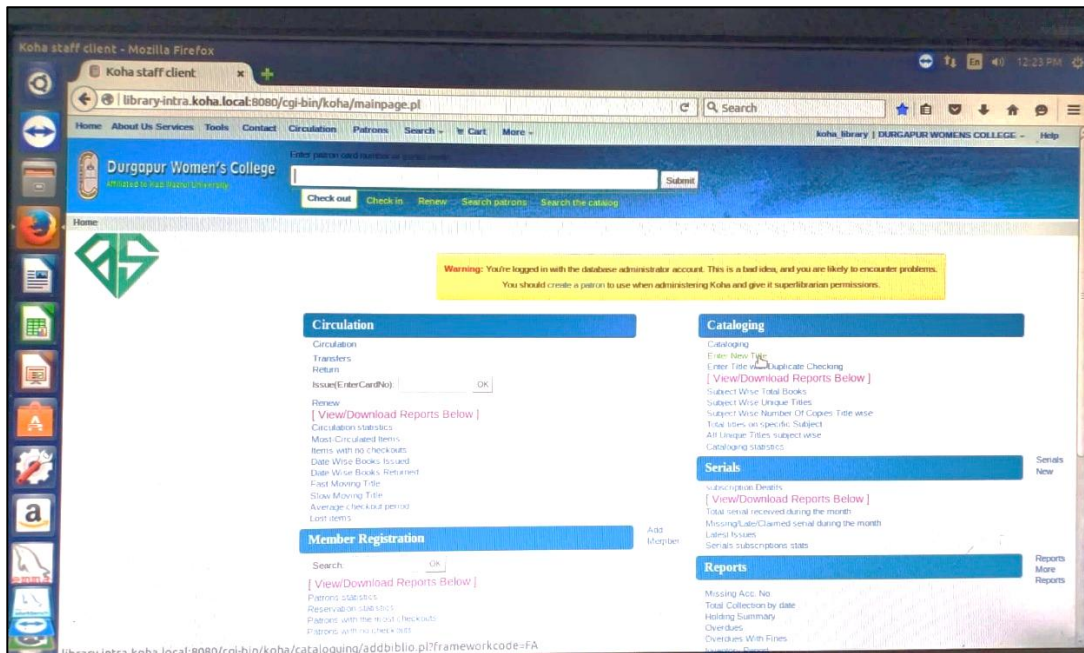 Koha staff client - Mozilla Firefox
En 12:23 PM
Koha staff client
library-intra.koha.local:8080/cgi-bin/koha/mainpage.pl
Search
Home About Us Services Tools Contact Circulation Patrons Search Cart More
koha_library | DURGAPUR WOMENS COLLEGE Help
Enter patron card number or partial name:
Durgapur Women's College
Affiliated to Kazi Nazrul University
Submit
Check out Check in Renew Search patrons Search the catalog
Home
Warning: You're logged in with the database administrator account. This is a bad idea, and you are likely to encounter problems.
You should create a patron to use when administering Koha and give it superlibrarian permissions.
Circulation
Circulation
Transfers
Return
Issue(EnterCardNo): OK
Renew
[ View/Download Reports Below ]
Circulation statistics
Most-Circulated Items
Items with no checkouts
Date Wise Books Issued
Date Wise Books Returned
Fast Moving Title
Slow Moving Title
Average checkout period
Lost items
Add
Member
Member Registration
Search: OK
[ View/Download Reports Below ]
Patrons statistics
Reservation statistics
Patrons with the most checkouts
Patrons with no checkouts
Cataloging
Cataloging
Enter New Title
Enter Title with Duplicate Checking
[ View/Download Reports Below ]
Subject Wise Total Books
Subject Wise Unique Titles
Subject Wise Number Of Copies Title wise
Total titles on specific Subject
All Unique Titles subject wise
Cataloging statistics
Serials
Serials
New
subscription Deatils
[ View/Download Reports Below ]
Total serial received during the month
Missing/Late/Claimed serial during the month
Latest Issues
Serials subscriptions stats
Reports
Reports
More
Reports
Missing Acc. No.
Total Collection by date
Holding Summary
Overdues
Overdues With Fines
Inventory Report
library-intra.koha.local:8080/cgi-bin/koha/cataloguing/addbiblio.pl?frameworkcode=FA